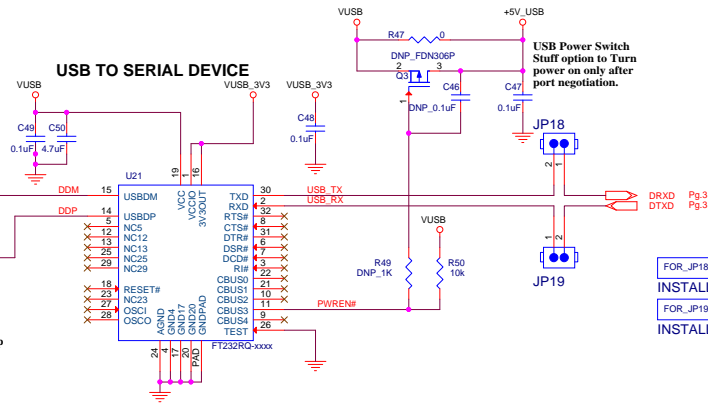 VUSB
+5V_USB
R47
0
DNP_FDN306P
2
3
Q3
1
C46
DNP_0.1uF
C47
0.1uF
USB Power Switch
Stuff option to Turn
power on only after
port negotiation.
USB TO SERIAL DEVICE
VUSB
VUSB_3V3
VUSB_3V3
C49
0.1uF
C50
4.7uF
C48
0.1uF
JP18
2
1
U21
19
1
16
VCC
VCCIO
3V3OUT
DDM
15
USBDM
DDP
14
USBDP
5
NC5
12
NC12
13
NC13
25
NC25
29
NC29
18
RESET#
23
NC23
27
OSCI
28
OSCO
TXD
30
USB_TX
RXD
2
USB_RX
RTS#
32
CTS#
8
DTR#
31
DSR#
6
DCD#
7
RI#
3
CBUS0
22
CBUS1
21
CBUS2
10
CBUS3
11
PWREN#
CBUS4
9
TEST
26
AGND
GND4
GND17
GND20
GNDPAD
24
4
17
20
PAD
FT232RQ-xxxx
DRXD
Pg.3
DTXD
Pg.3
VUSB
R49
DNP_1K
R50
10k
1
2
JP19
FOR_JP18
INSTALL
FOR_JP19
INSTALL